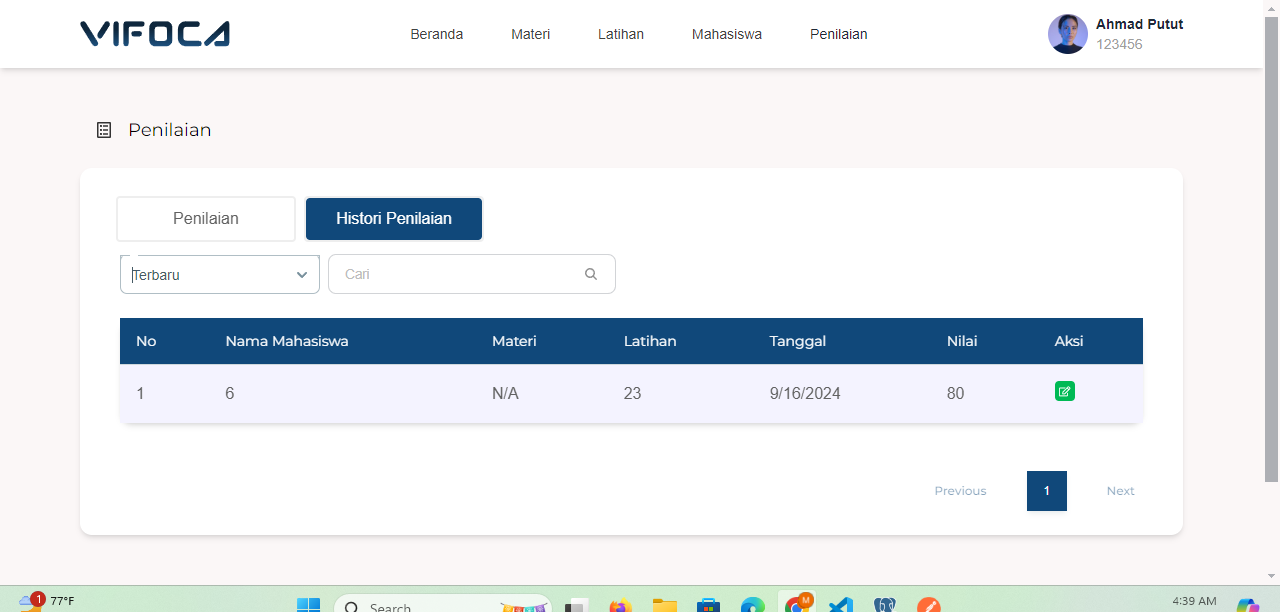 VIFOCA
Beranda Materi Latihan Mahasiswa Penilaian
Ahmad Putut
123456
Penilaian
Penilaian Histori Penilaian
Terbaru Cari
No Nama Mahasiswa Materi Latihan Tanggal Nilai Aksi
1 6 N/A 23 9/16/2024 80
Previous 1 Next
1 77°F Search M 4:39 AM